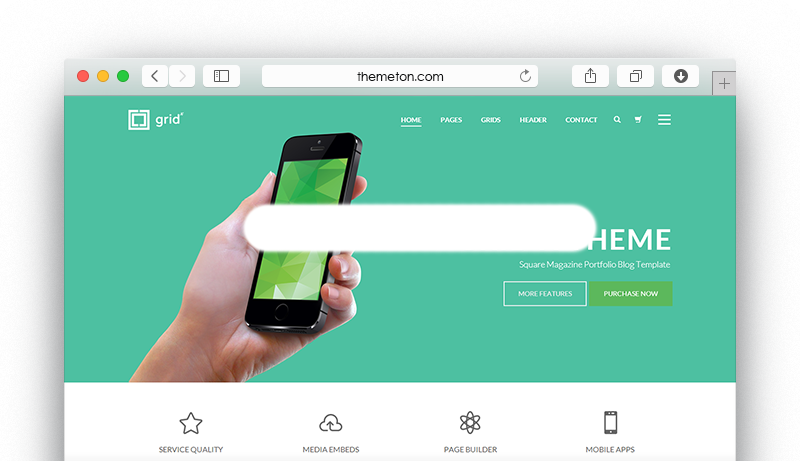 themeton.com
grid
HOME PAGES GRIDS HEADER CONTACT
HEME
Square Magazine Portfolio Blog Template
MORE FEATURES PURCHASE NOW
SERVICE QUALITY MEDIA EMBEDS PAGE BUILDER MOBILE APPS